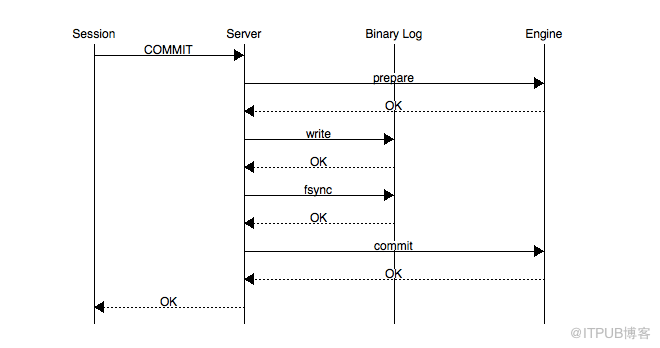 Session Server Binary Log Engine
COMMIT
prepare
OK
write
OK
fsync
OK
commit
OK
OK
@ITPUB博客